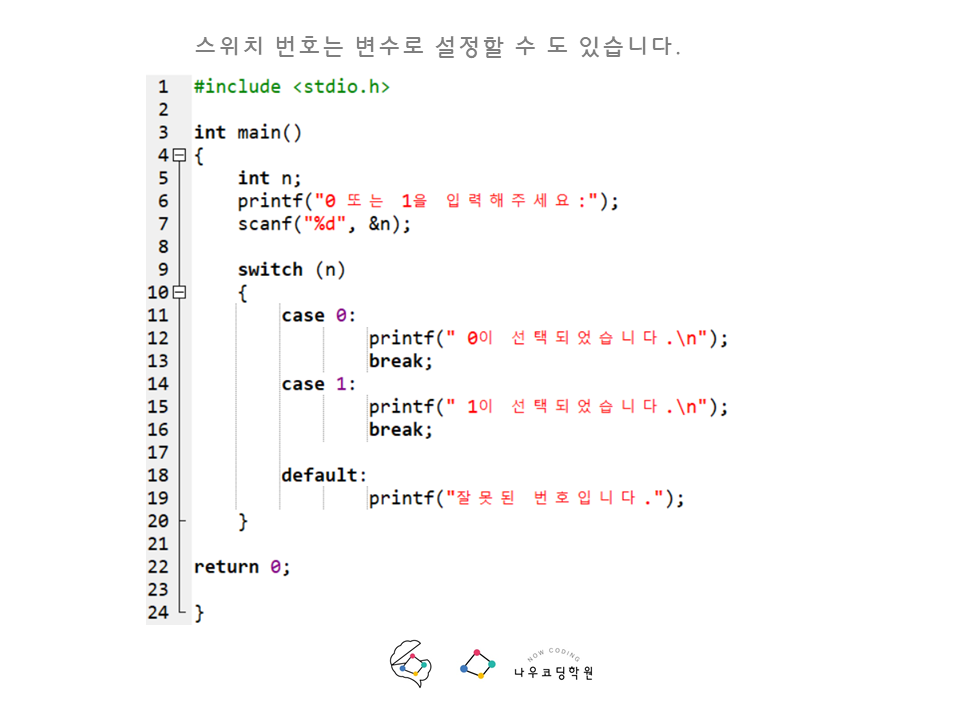 스위치 번호는 변수로 설정할 수 도 있습니다.
1 #include <stdio.h>
2
3 int main()
4 {
5 int n;
6 printf("0 또는 1을 입력해주세요:");
7 scanf("%d", &n);
8
9 switch (n)
10 {
11 case 0:
12 printf(" 0이 선택되었습니다.\n");
13 break;
14 case 1:
15 printf(" 1이 선택되었습니다.\n");
16 break;
17
18 default:
19 printf("잘못된 번호입니다.");
20 }
21
22 return 0;
23
24 }
NOW CODING
나우코딩학원